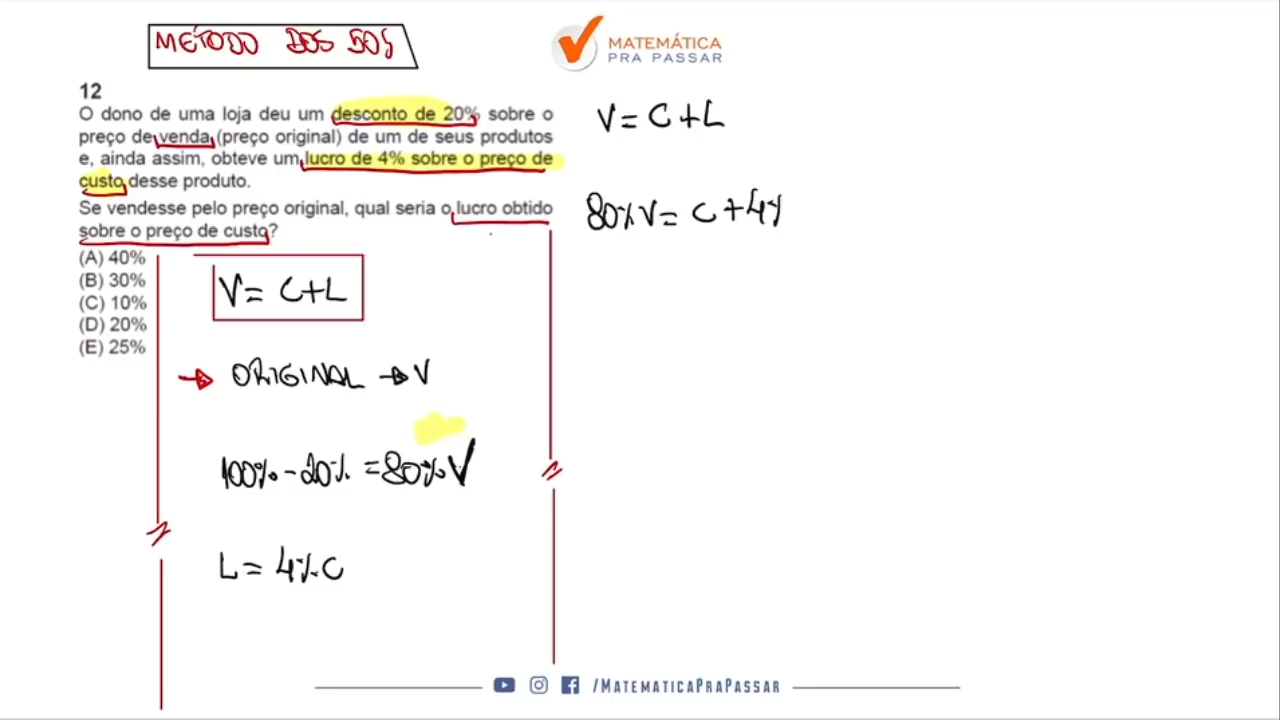 MÉTODO DOS 50%
MATEMÁTICA
PRA PASSAR
12
O dono de uma loja deu um desconto de 20% sobre o
preço de venda (preço original) de um de seus produtos
e, ainda assim, obteve um lucro de 4% sobre o preço de
custo desse produto.
Se vendesse pelo preço original, qual seria o lucro obtido
sobre o preço de custo?
(A) 40%
(B) 30%
(C) 10%
(D) 20%
(E) 25%
V = C+L
ORIGINAL → V
100% - 20% = 80% V
L = 4% C
V = C+L
80% V = C + 4%
/MATEMATICAPRAPASSAR